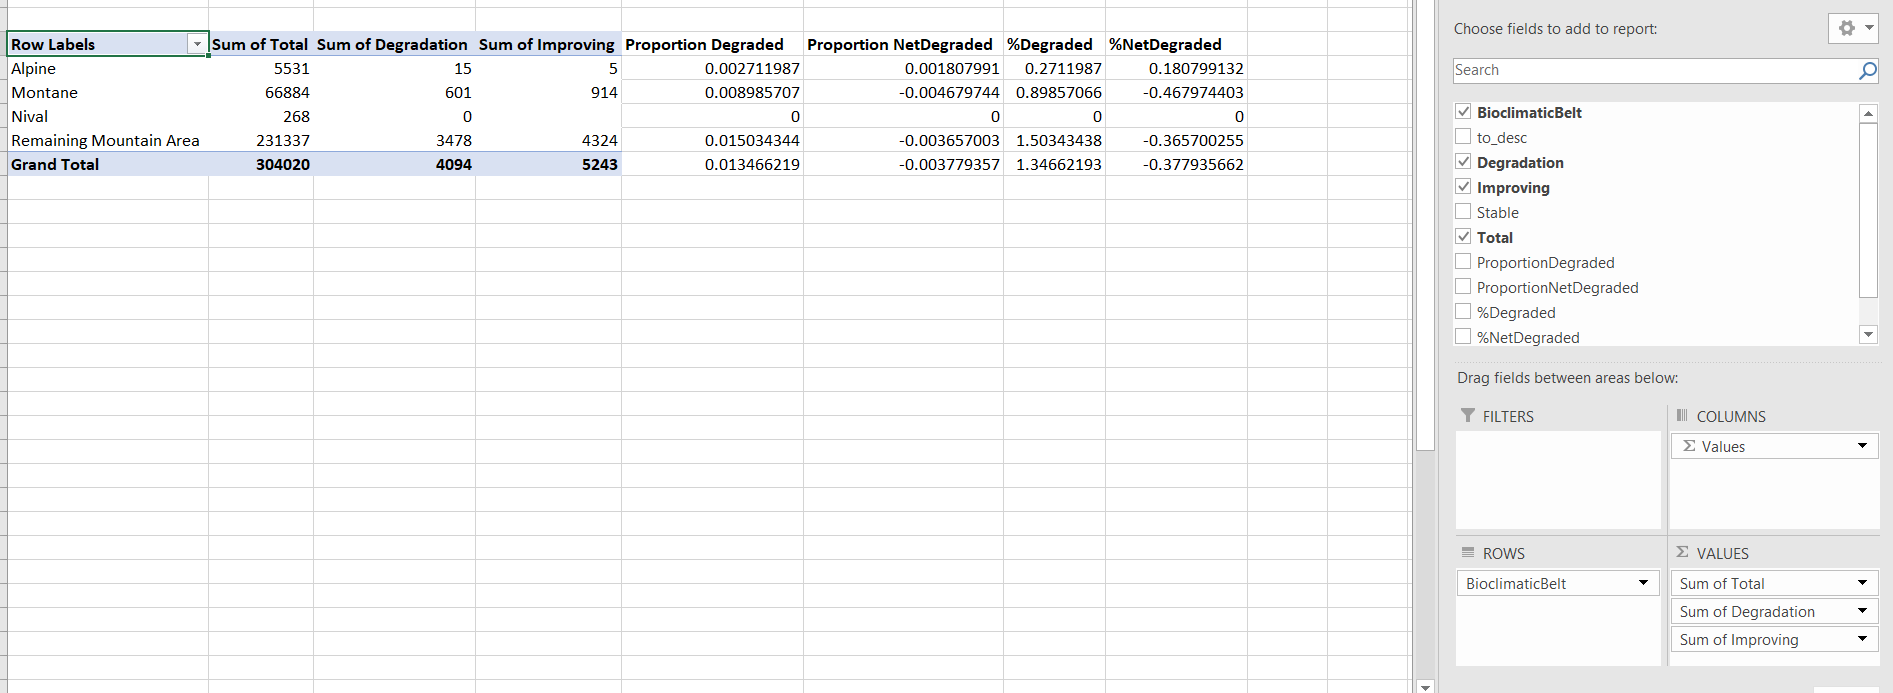 Row Labels Sum of Total Sum of Degradation Sum of Improving Proportion Degraded Proportion NetDegraded %Degraded %NetDegraded
Alpine 5531 15 5 0.002711987 0.001807991 0.2711987 0.180799132
Montane 66884 601 914 0.008985707 -0.004679744 0.89857066 -0.467974403
Nival 268 0 0 0 0 0
Remaining Mountain Area 231337 3478 4324 0.015034344 -0.003657003 1.50343438 -0.365700255
Grand Total 304020 4094 5243 0.013466219 -0.003779357 1.34662193 -0.377935662
Choose fields to add to report:
Search
BioclimaticBelt
to_desc
Degradation
Improving
Stable
Total
ProportionDegraded
ProportionNetDegraded
%Degraded
%NetDegraded
Drag fields between areas below:
FILTERS
COLUMNS
Σ Values
ROWS
BioclimaticBelt
Σ VALUES
Sum of Total
Sum of Degradation
Sum of Improving